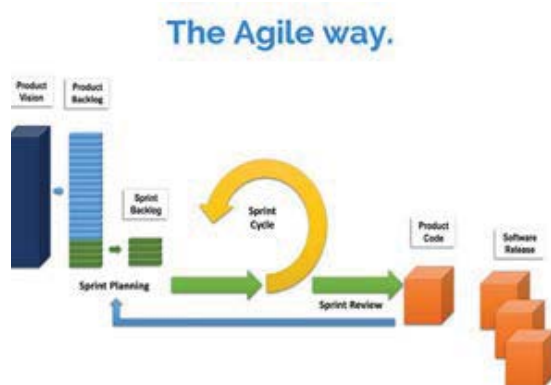 The Agile way.
Product
Vision
Product
Backlog
Sprint
Backlog
Sprint
Cycle
Product
Code
Software
Release
Sprint Planning
Sprint Review